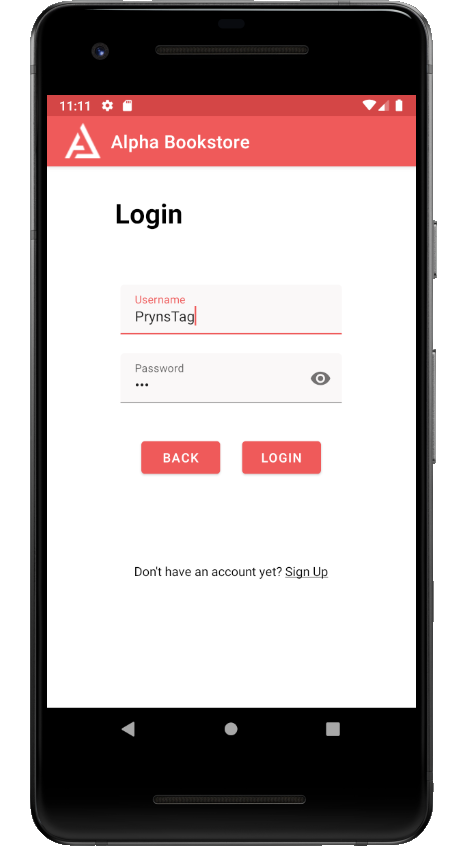 11:11
Alpha Bookstore
Login
Username
PrynsTag
Password
•••
BACK LOGIN
Don't have an account yet? Sign Up